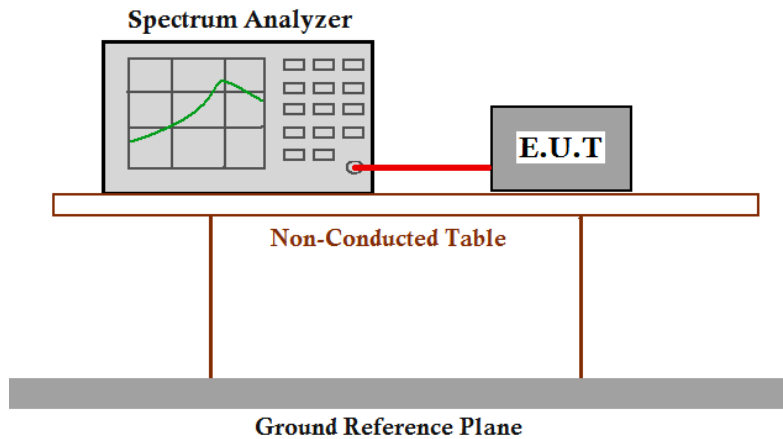 Spectrum Analyzer
E.U.T
Non-Conducted Table
Ground Reference Plane